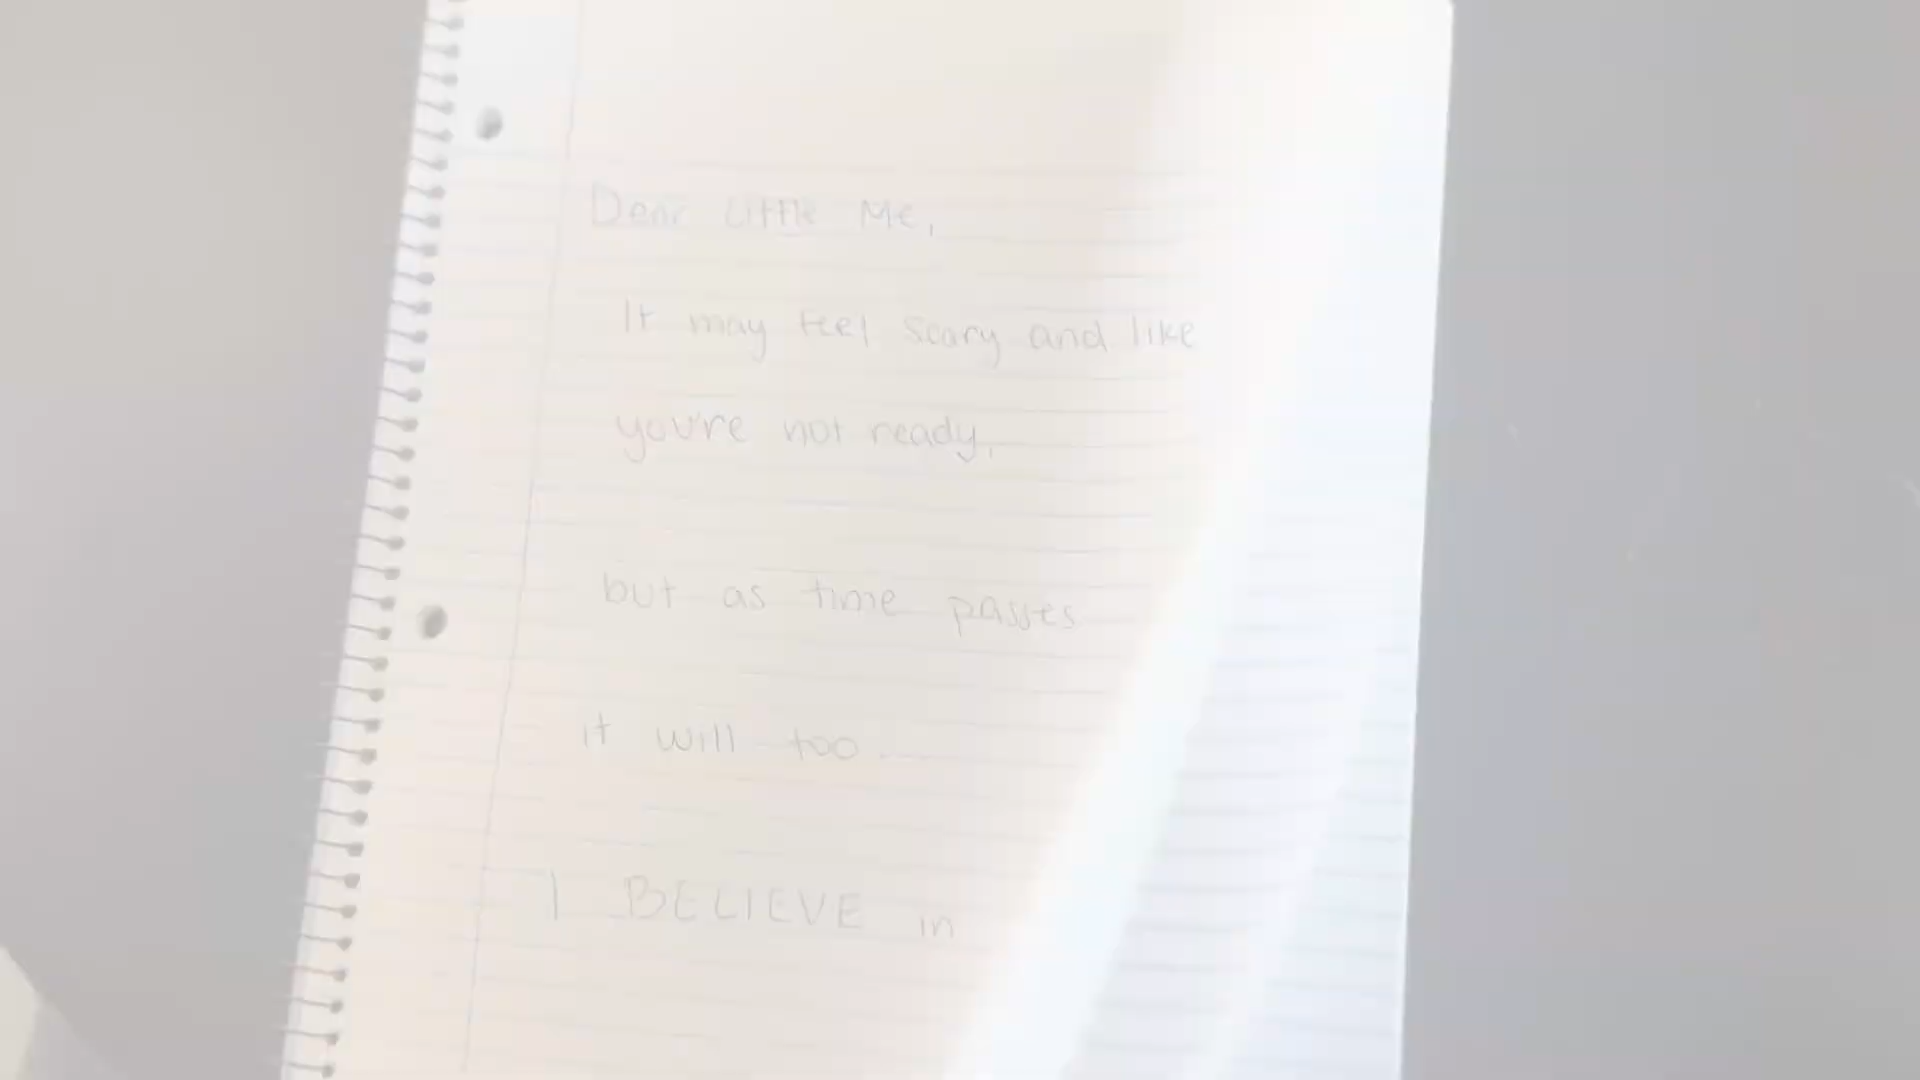 Dear Little Me,
It may feel scary and like
you're not ready,
but as time passes
it will too
I BELIEVE in